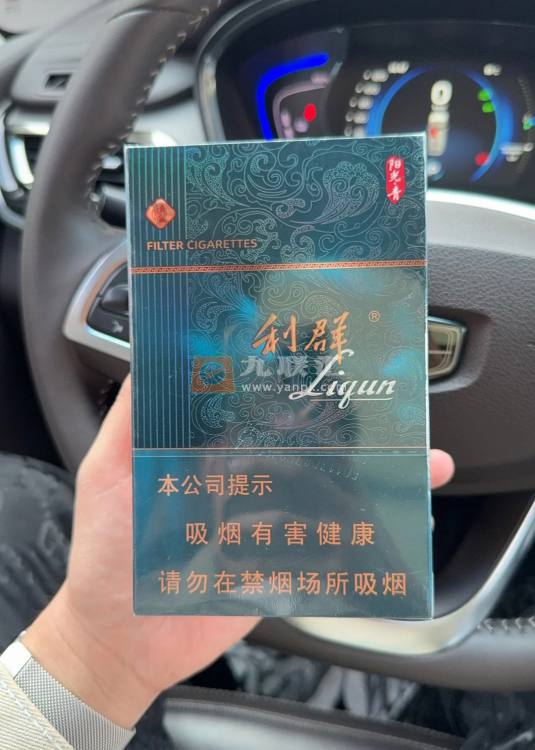 阳光青
FILTER CIGARETTES
利群®
Liqun
本公司提示
吸烟有害健康
请勿在禁烟场所吸烟